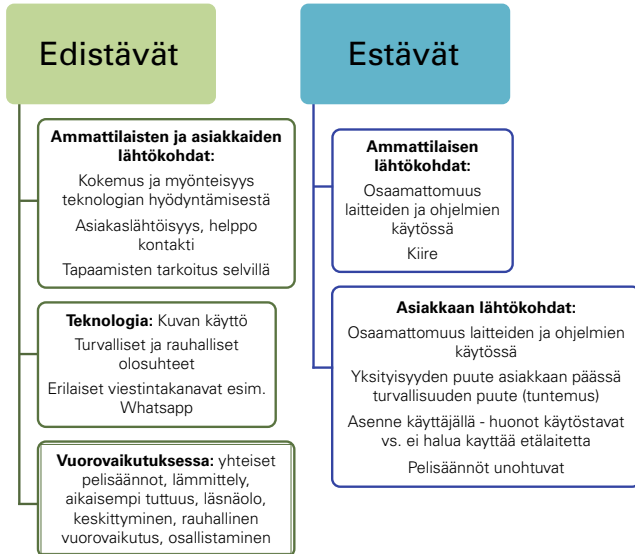 Edistävät
Ammattilaisten ja asiakkaiden
lähtökohdat:
Kokemus ja myönteisyys
teknologian hyödyntämisestä
Asiakaslähtöisyys, helppo
kontakti
Tapaamisten tarkoitus selvillä
Teknologia: Kuvan käyttö
Turvalliset ja rauhalliset
olosuhteet
Erilaiset viestintakanavat esim.
Whatsapp
Vuorovaikutuksessa: yhteiset
pelisäännöt, lämmittely,
aikaisempi tuttuus, läsnäolo,
keskittyminen, rauhallinen
vuorovaikutus, osallistaminen
Estävät
Ammattilaisen
lähtökohdat:
Osaamattomuus
laitteiden ja ohjelmien
käytössä
Kiire
Asiakkaan lähtökohdat:
Osaamattomuus laitteiden ja ohjelmien
käytössä
Yksityisyyden puute asiakkaan päässä
turvallisuuden puute (tuntemus)
Asenne käyttäjällä - huonot käytöstavat
vs. ei halua kayttää etälaitetta
Pelisäännöt unohtuvat